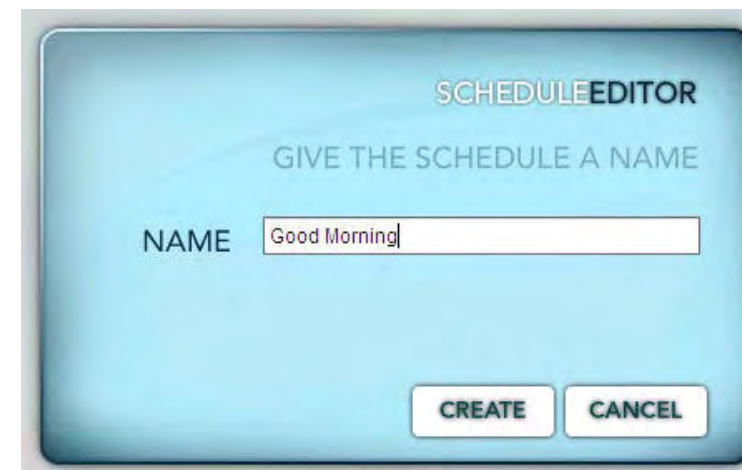 SCHEDULEEDITOR
GIVE THE SCHEDULE A NAME
NAME Good Morning
CREATE CANCEL